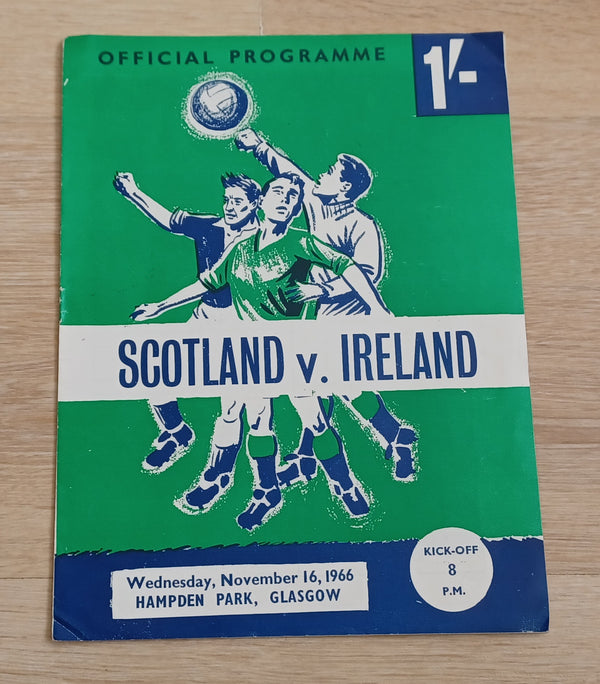 OFFICIAL PROGRAMME
1/-
SCOTLAND v. IRELAND
Wednesday, November 16, 1966
HAMPDEN PARK, GLASGOW
KICK-OFF
8
P.M.